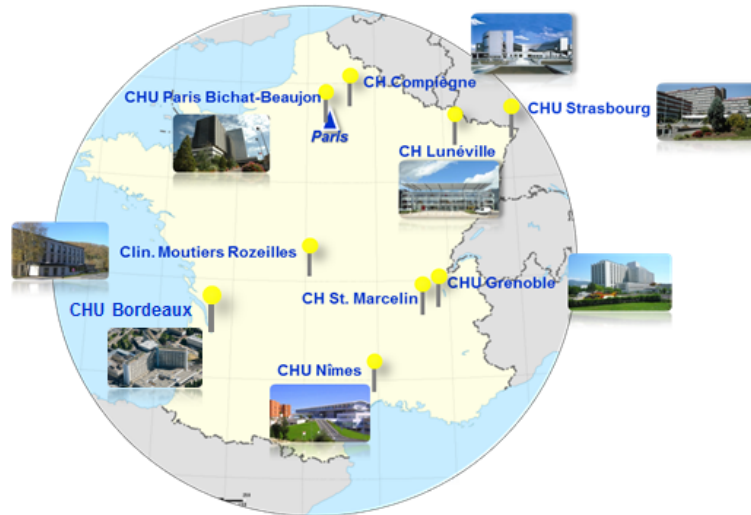 CH Complègne
CHU Paris Bichat-Beaujon
CHU Strasbourg
Paris
CH Lunéville
Clin. Moutiers Rozeilles
CHU Grenoble
CH St. Marcelin
CHU Bordeaux
CHU Nîmes